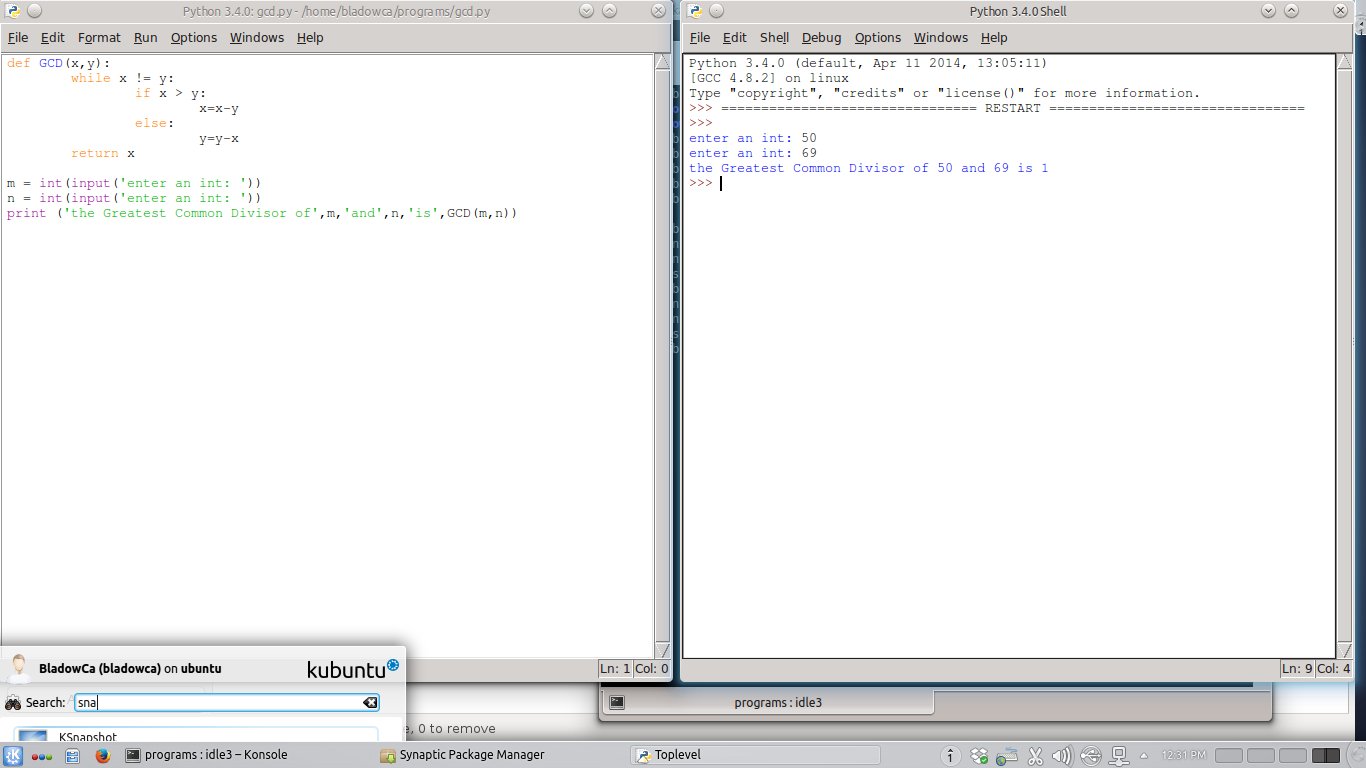 Python 3.4.0: gcd.py - /home/bladowca/programs/gcd.py
File Edit Format Run Options Windows Help
def GCD(x,y):
        while x != y:
                if x > y:
                        x=x-y
                else:
                        y=y-x
        return x
m = int(input('enter an int: '))
n = int(input('enter an int: '))
print ('the Greatest Common Divisor of',m,'and',n,'is',GCD(m,n))
Ln: 1 Col: 0
Python 3.4.0 Shell
File Edit Shell Debug Options Windows Help
Python 3.4.0 (default, Apr 11 2014, 13:05:11)
[GCC 4.8.2] on linux
Type "copyright", "credits" or "license()" for more information.
>>> ================================ RESTART ================================
>>>
enter an int: 50
enter an int: 69
the Greatest Common Divisor of 50 and 69 is 1
>>>
Ln: 9 Col: 4
BladowCa (bladowca) on ubuntu
kubuntu
Search: sna
KSnapshot
programs : idle3
e, 0 to remove
programs : idle3 – Konsole
Synaptic Package Manager
Toplevel
12:31 PM